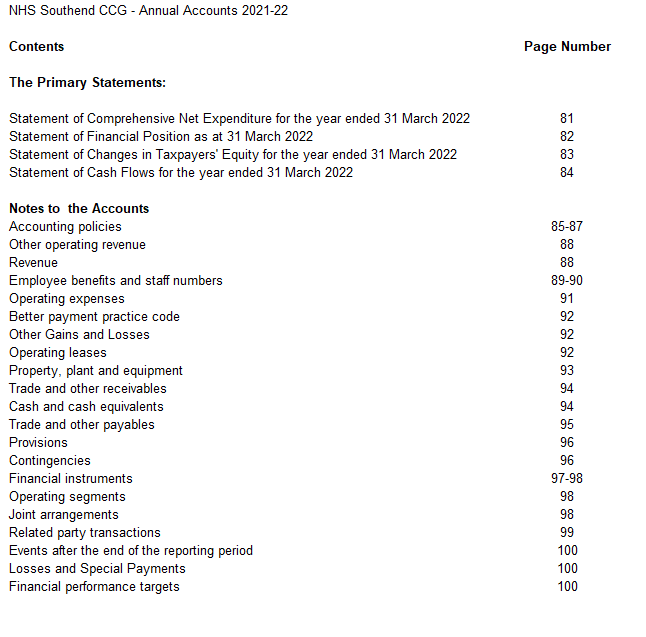 NHS Southend CCG - Annual Accounts 2021-22
Contents Page Number
The Primary Statements:
Statement of Comprehensive Net Expenditure for the year ended 31 March 2022 81
Statement of Financial Position as at 31 March 2022 82
Statement of Changes in Taxpayers' Equity for the year ended 31 March 2022 83
Statement of Cash Flows for the year ended 31 March 2022 84
Notes to  the Accounts
Accounting policies 85-87
Other operating revenue 88
Revenue 88
Employee benefits and staff numbers 89-90
Operating expenses 91
Better payment practice code 92
Other Gains and Losses 92
Operating leases 92
Property, plant and equipment 93
Trade and other receivables 94
Cash and cash equivalents 94
Trade and other payables 95
Provisions 96
Contingencies 96
Financial instruments 97-98
Operating segments 98
Joint arrangements 98
Related party transactions 99
Events after the end of the reporting period 100
Losses and Special Payments 100
Financial performance targets 100